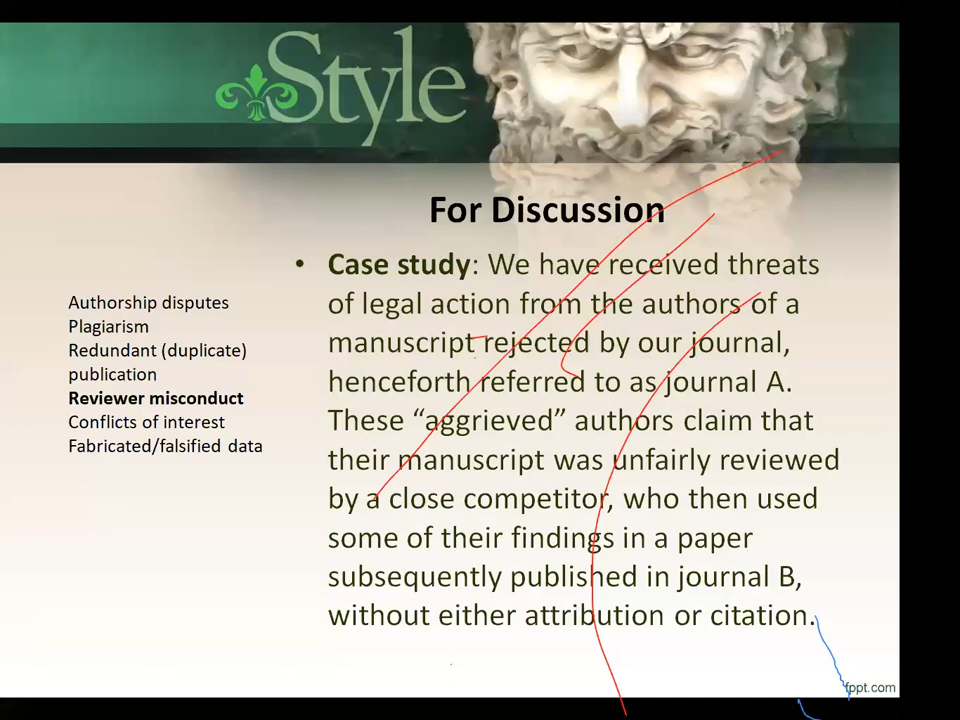 Style
For Discussion
Authorship disputes
Plagiarism
Redundant (duplicate)
publication
Reviewer misconduct
Conflicts of interest
Fabricated/falsified data
• Case study: We have received threats
of legal action from the authors of a
manuscript rejected by our journal,
henceforth referred to as journal A.
These “aggrieved” authors claim that
their manuscript was unfairly reviewed
by a close competitor, who then used
some of their findings in a paper
subsequently published in journal B,
without either attribution or citation.
fppt.com